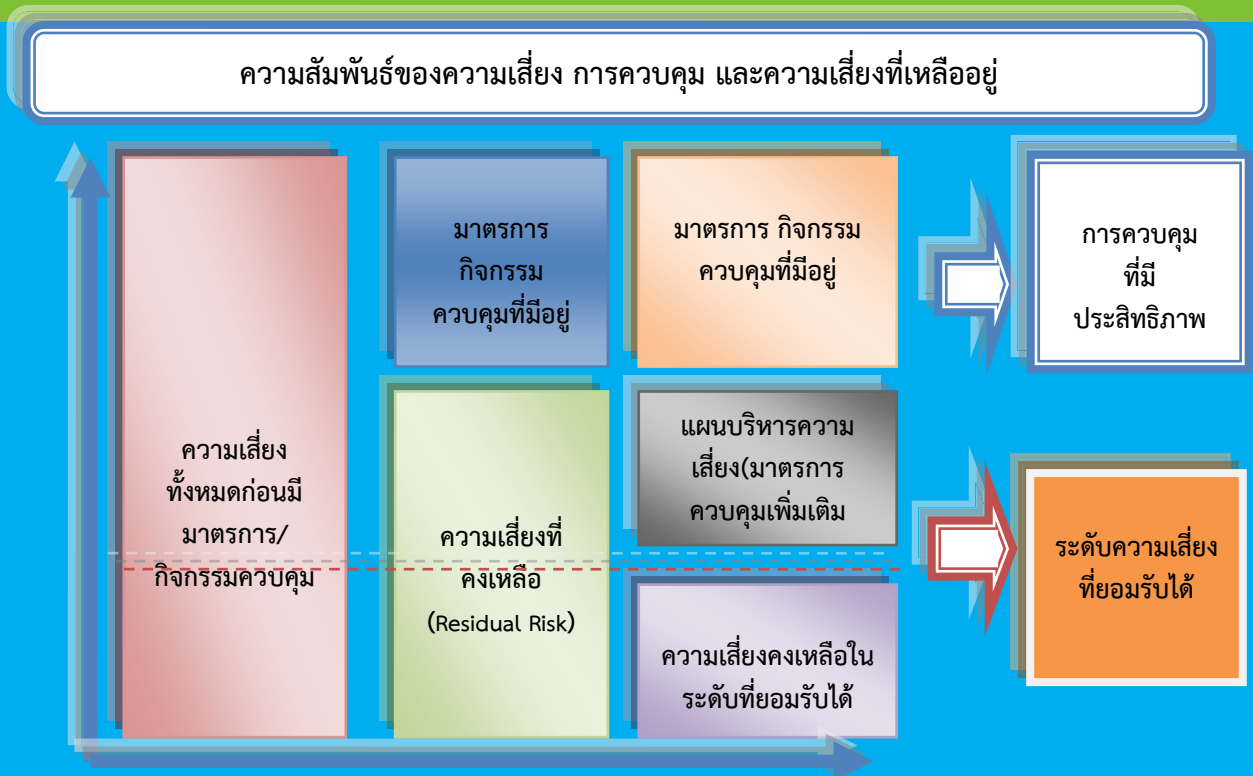 ความสัมพันธ์ของความเสี่ยง การควบคุม และความเสี่ยงที่เหลืออยู่
ความเสี่ยง
ทั้งหมดก่อนมี
มาตรการ/
กิจกรรมควบคุม
มาตรการ
กิจกรรม
ควบคุมที่มีอยู่
ความเสี่ยงที่
คงเหลือ
(Residual Risk)
มาตรการ กิจกรรม
ควบคุมที่มีอยู่
แผนบริหารความ
เสี่ยง(มาตรการ
ควบคุมเพิ่มเติม
ความเสี่ยงคงเหลือใน
ระดับที่ยอมรับได้
การควบคุม
ที่มี
ประสิทธิภาพ
ระดับความเสี่ยง
ที่ยอมรับได้